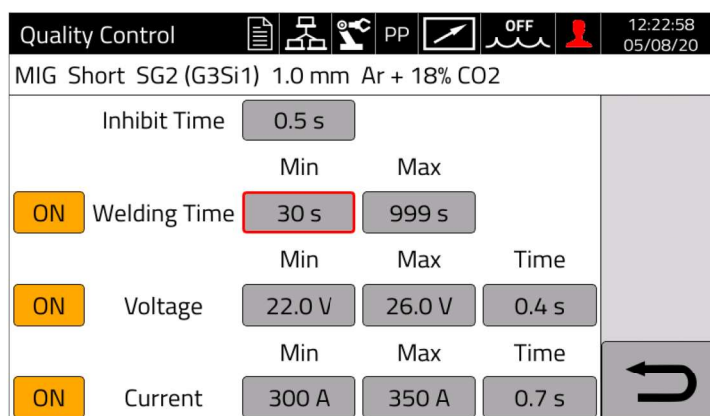 Quality Control PP OFF 12:22:58
05/08/20
MIG Short SG2 (G3Si1) 1.0 mm Ar + 18% CO2
Inhibit Time 0.5 s
Min Max
ON Welding Time 30 s 999 s
Min Max Time
ON Voltage 22.0 V 26.0 V 0.4 s
Min Max Time
ON Current 300 A 350 A 0.7 s